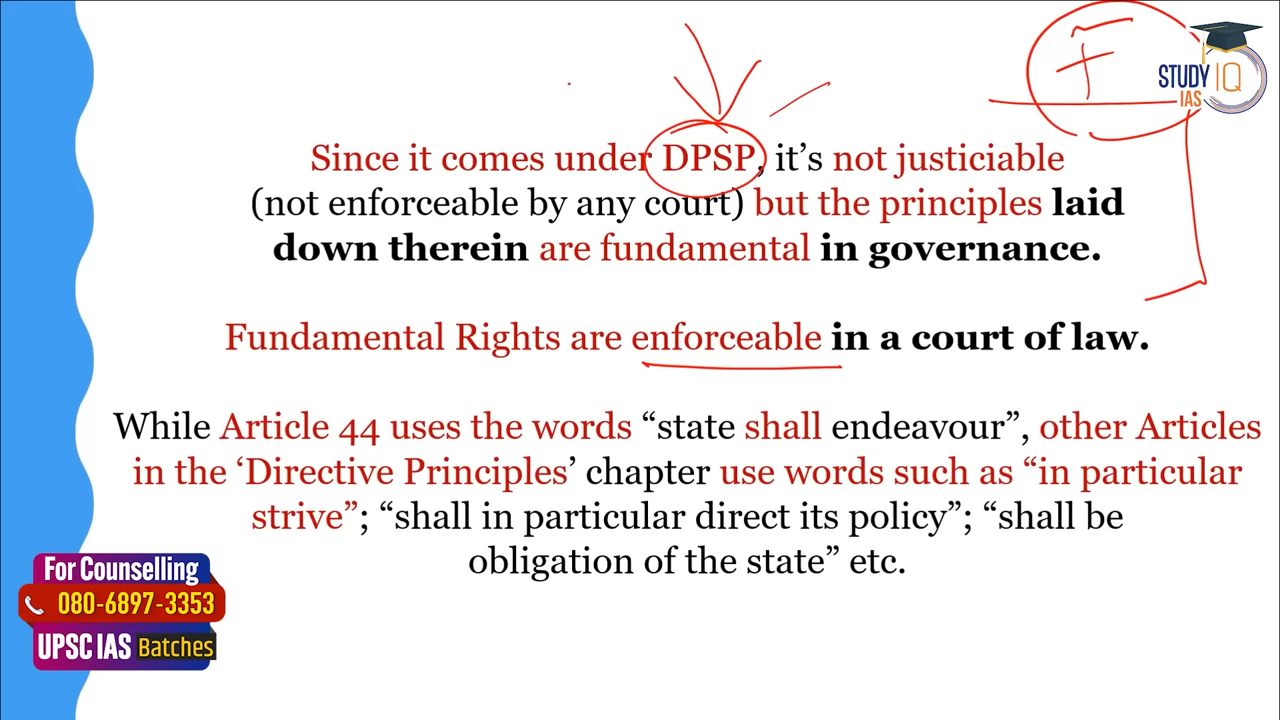 STUDY IQ
IAS
Since it comes under DPSP, it’s not justiciable
(not enforceable by any court) but the principles laid
down therein are fundamental in governance.
Fundamental Rights are enforceable in a court of law.
While Article 44 uses the words “state shall endeavour”, other Articles
in the ‘Directive Principles’ chapter use words such as “in particular
strive”; “shall in particular direct its policy”; “shall be
obligation of the state” etc.
For Counselling
080-6897-3353
UPSC IAS Batches